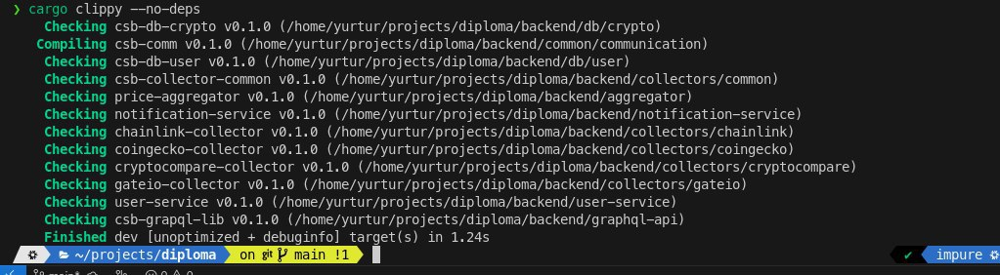 ❯ cargo clippy --no-deps
Checking csb-db-crypto v0.1.0 (/home/yurtur/projects/diploma/backend/db/crypto)
Compiling csb-comm v0.1.0 (/home/yurtur/projects/diploma/backend/common/communication)
Checking csb-db-user v0.1.0 (/home/yurtur/projects/diploma/backend/db/user)
Checking csb-collector-common v0.1.0 (/home/yurtur/projects/diploma/backend/collectors/common)
Checking price-aggregator v0.1.0 (/home/yurtur/projects/diploma/backend/aggregator)
Checking notification-service v0.1.0 (/home/yurtur/projects/diploma/backend/notification-service)
Checking chainlink-collector v0.1.0 (/home/yurtur/projects/diploma/backend/collectors/chainlink)
Checking coingecko-collector v0.1.0 (/home/yurtur/projects/diploma/backend/collectors/coingecko)
Checking cryptocompare-collector v0.1.0 (/home/yurtur/projects/diploma/backend/collectors/cryptocompare)
Checking gateio-collector v0.1.0 (/home/yurtur/projects/diploma/backend/collectors/gateio)
Checking user-service v0.1.0 (/home/yurtur/projects/diploma/backend/user-service)
Checking csb-grapql-lib v0.1.0 (/home/yurtur/projects/diploma/backend/graphql-api)
Finished dev [unoptimized + debuginfo] target(s) in 1.24s
~/projects/diploma on git main !1 ✔ impure
main* 0 0